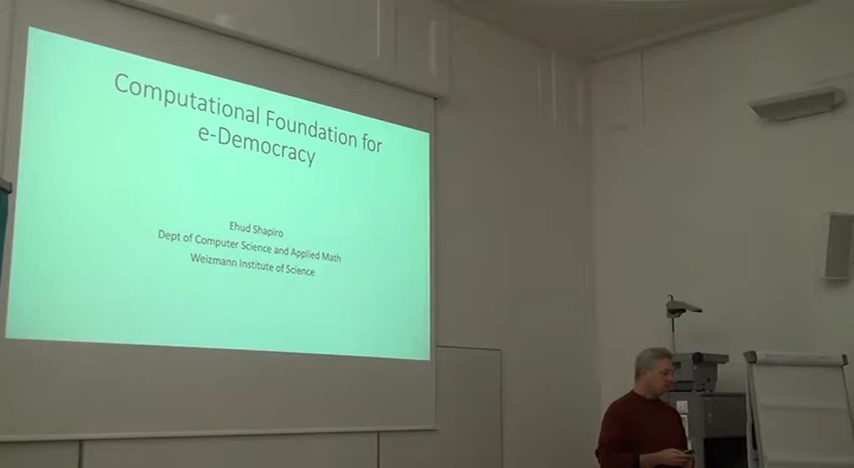 Computational Foundation for
e-Democracy
Ehud Shapiro
Dept of Computer Science and Applied Math
Weizmann Institute of Science